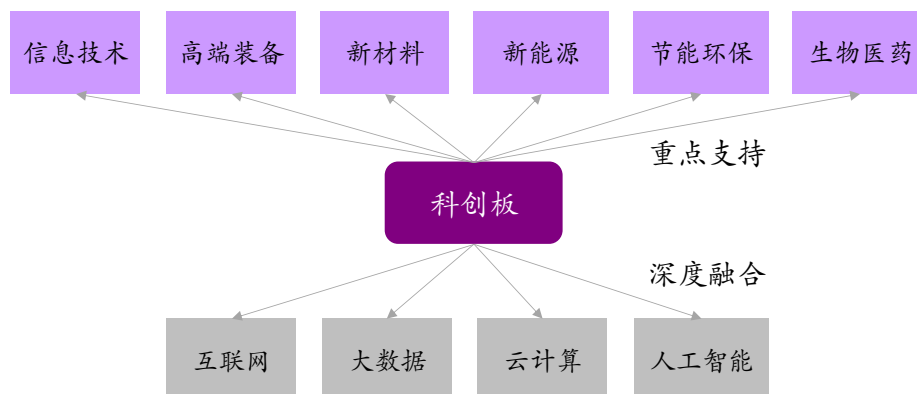 信息技术
高端装备
新材料
新能源
节能环保
生物医药
重点支持
科创板
深度融合
互联网
大数据
云计算
人工智能